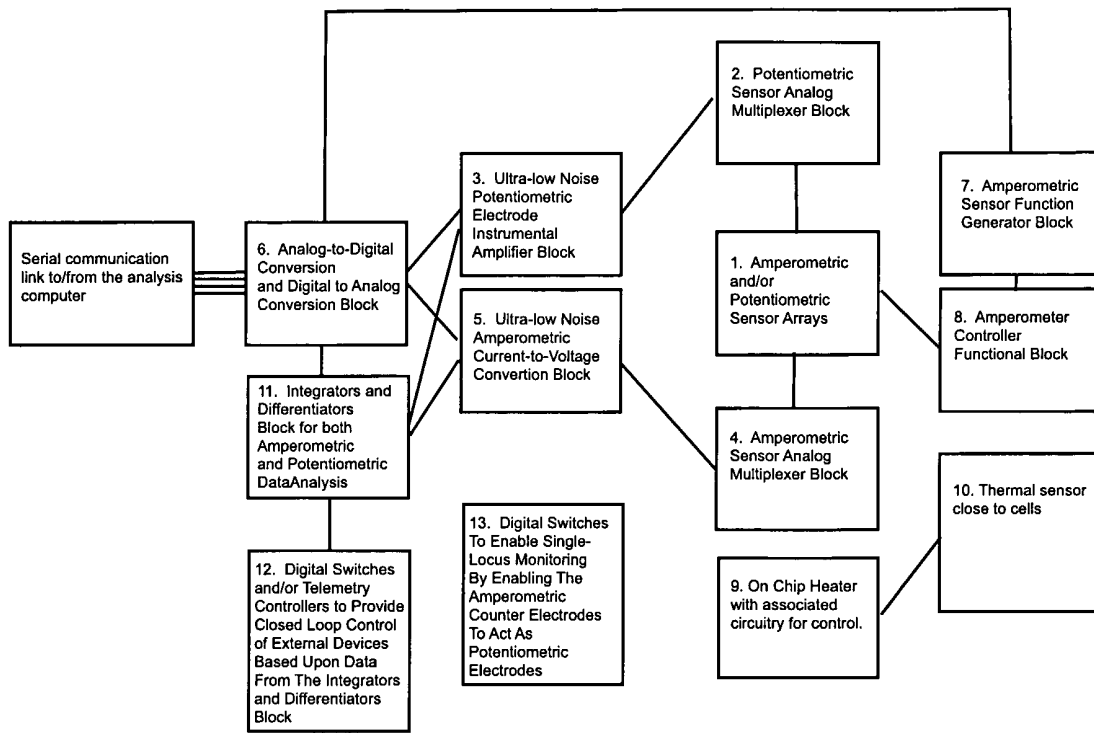 Serial communication
link to/from the analysis
computer
6. Analog-to-Digital
Conversion
and Digital to Analog
Conversion Block
11. Integrators and
Differentiators
Block for both
Amperometric
and Potentiometric
DataAnalysis
12. Digital Switches
and/or Telemetry
Controllers to Provide
Closed Loop Control
of External Devices
Based Upon Data
From The Integrators
and Differentiators
Block
3. Ultra-low Noise
Potentiometric
Electrode
Instrumental
Amplifier Block
5. Ultra-low Noise
Amperometric
Current-to-Voltage
Convertion Block
13. Digital Switches
To Enable Single-
Locus Monitoring
By Enabling The
Amperometric
Counter Electrodes
To Act As
Potentiometric
Electrodes
2. Potentiometric
Sensor Analog
Multiplexer Block
1. Amperometric
and/or
Potentiometric
Sensor Arrays
4. Amperometric
Sensor Analog
Multiplexer Block
9. On Chip Heater
with associated
circuitry for control.
7. Amperometric
Sensor Function
Generator Block
8. Amperometer
Controller
Functional Block
10. Thermal sensor
close to cells